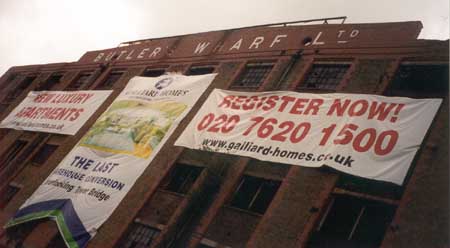 BUTLERS WHARF LTD
NEW LUXURY
APARTMENTS
GALLIARD HOMES
THE LAST
WAREHOUSE CONVERSION
overlooking Tower Bridge
REGISTER NOW!
020 7620 1500
www.galliard-homes.co.uk